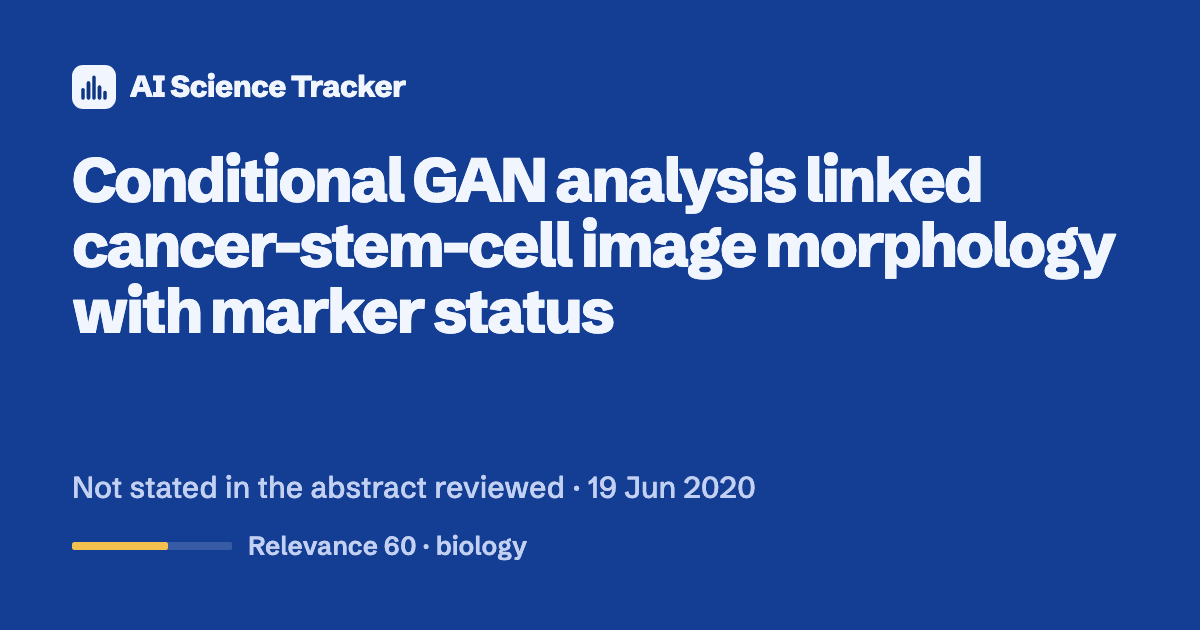 AI Science Tracker
Conditional GAN analysis linked
cancer-stem-cell image morphology
with marker status
Not stated in the abstract reviewed · 19 Jun 2020
Relevance 60 · biology